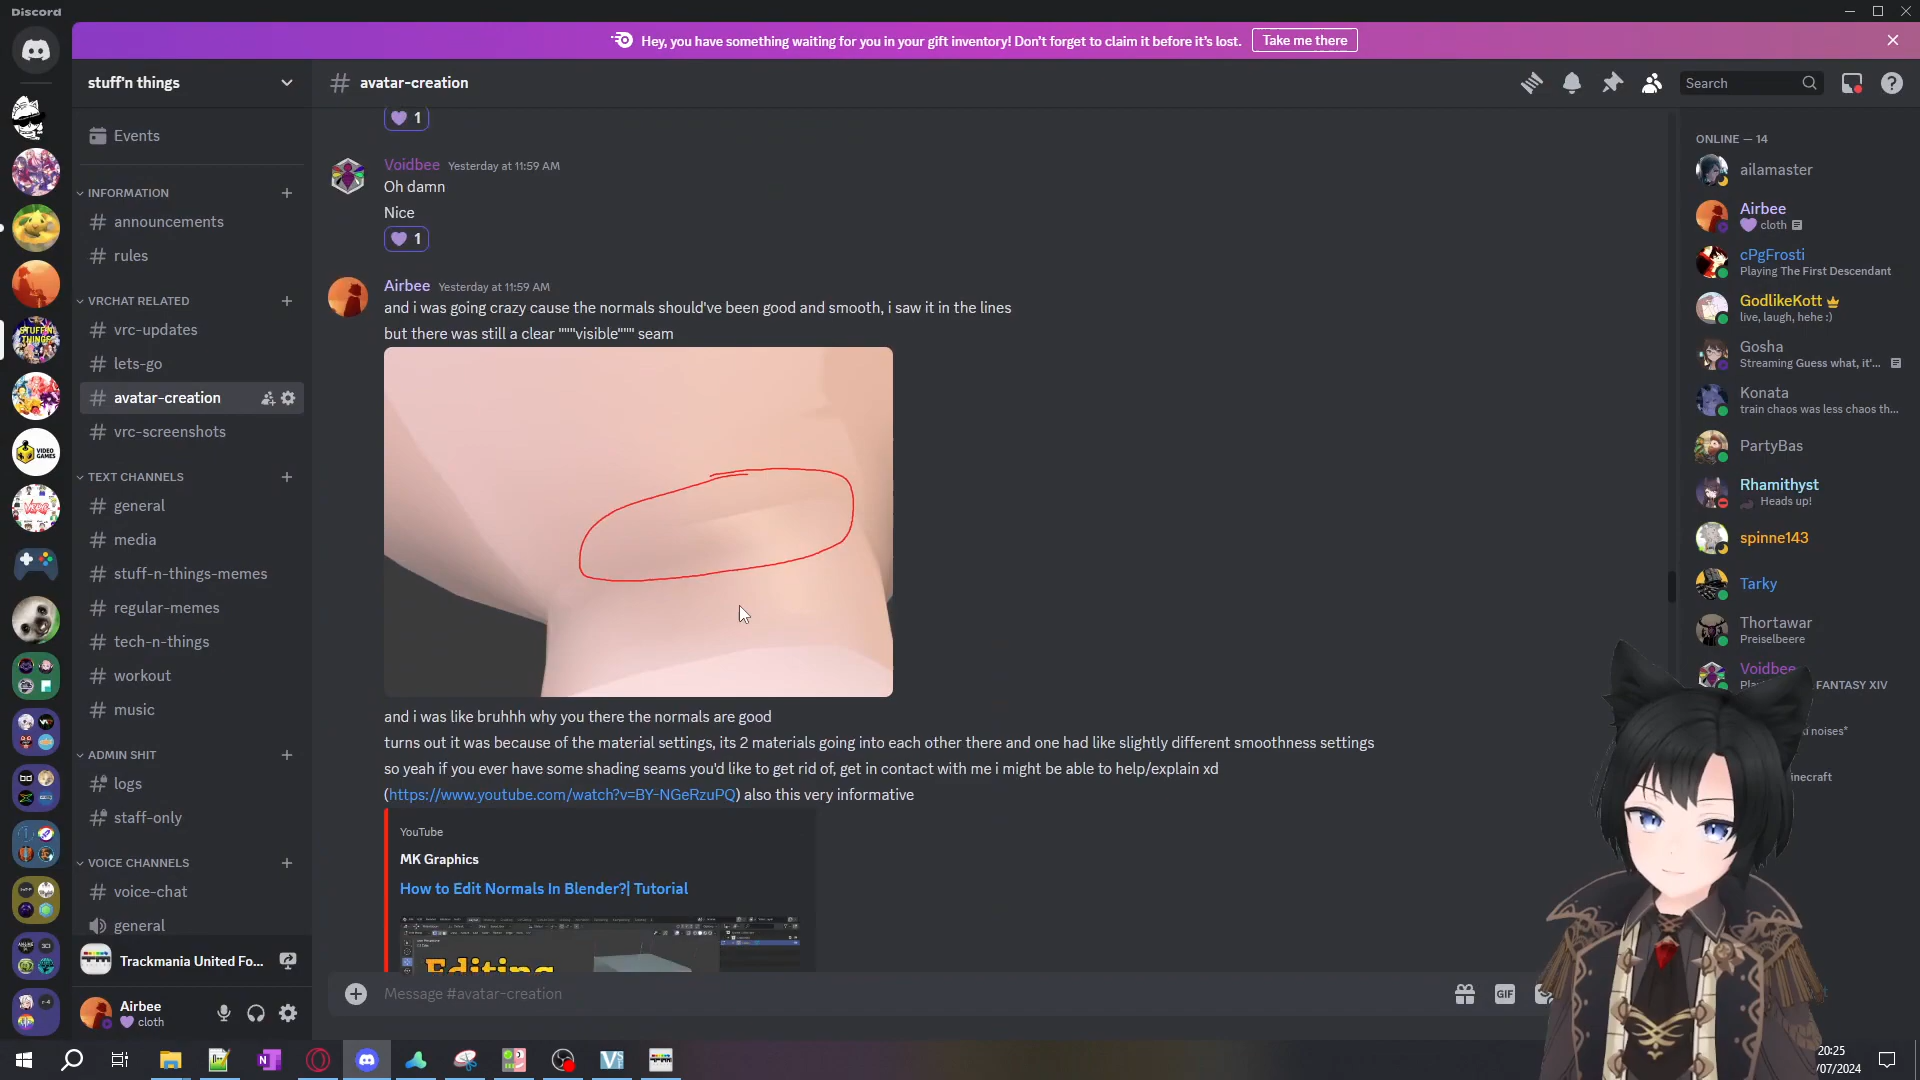 Discord
Hey, you have something waiting for you in your gift inventory! Don't forget to claim it before it's lost.
Take me there
stuff'n things
avatar-creation
Search
Events
INFORMATION
announcements
rules
VRCHAT RELATED
vrc-updates
lets-go
avatar-creation
vrc-screenshots
TEXT CHANNELS
general
media
stuff-n-things-memes
regular-memes
tech-n-things
workout
music
ADMIN SHIT
logs
staff-only
VOICE CHANNELS
voice-chat
general
Trackmania United Fo...
Airbee
cloth
1
Voidbee Yesterday at 11:59 AM
Oh damn
Nice
1
Airbee Yesterday at 11:59 AM
and i was going crazy cause the normals should've been good and smooth, i saw it in the lines
but there was still a clear """visible""" seam
and i was like bruhhh why you there the normals are good
turns out it was because of the material settings, its 2 materials going into each other there and one had like slightly different smoothness settings
so yeah if you ever have some shading seams you'd like to get rid of, get in contact with me i might be able to help/explain xd
(https://www.youtube.com/watch?v=BY-NGeRzuPQ) also this very informative
YouTube
MK Graphics
How to Edit Normals In Blender?| Tutorial
Editing
Message #avatar-creation
GIF
ONLINE — 14
ailamaster
Airbee
cloth
cPgFrosti
Playing The First Descendant
GodlikeKott
live, laugh, hehe :)
Gosha
Streaming Guess what, it'...
Konata
train chaos was less chaos th...
PartyBas
Rhamithyst
Heads up!
spinne143
Tarky
Thortawar
Preiselbeere
Voidbee
FANTASY XIV
noises*
inecraft
20:25
/07/2024
STUFF'N THINGS
VIDEO GAMES